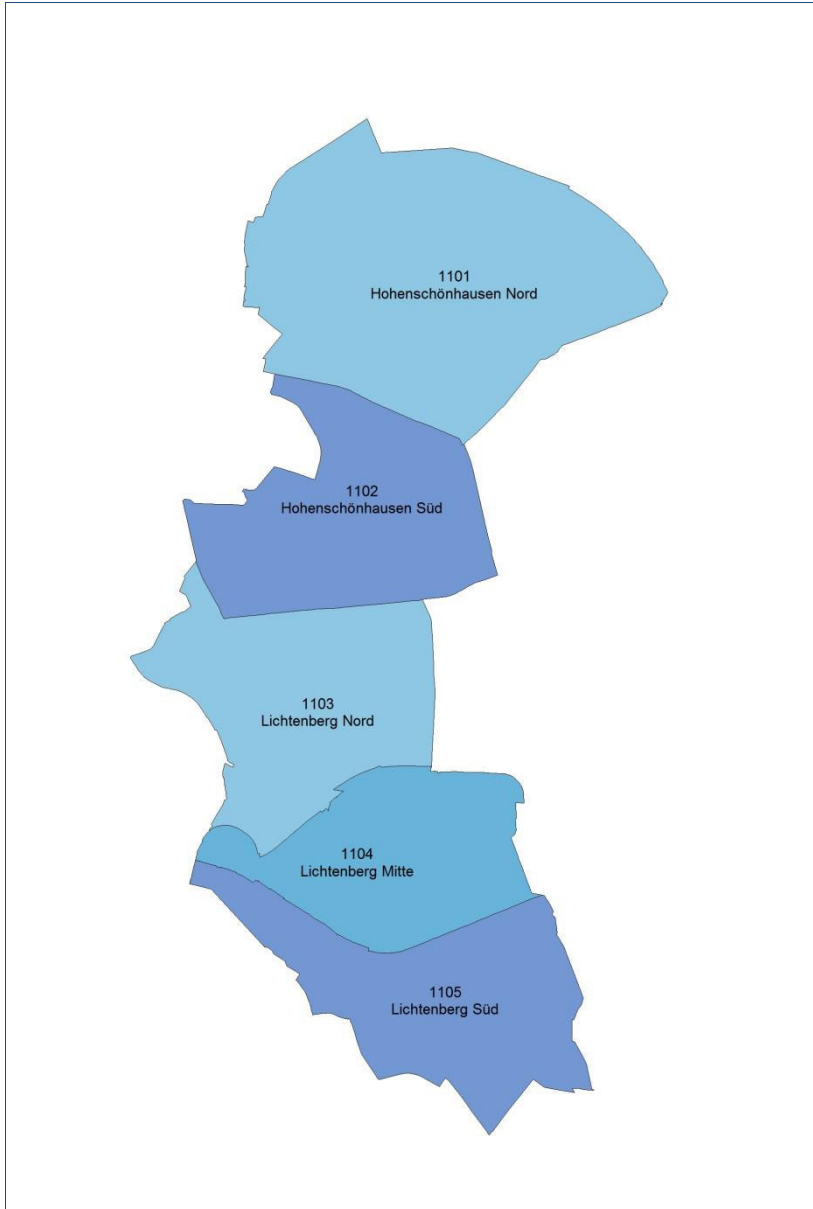 1101
Hohenschönhausen Nord
1102
Hohenschönhausen Süd
1103
Lichtenberg Nord
1104
Lichtenberg Mitte
1105
Lichtenberg Süd